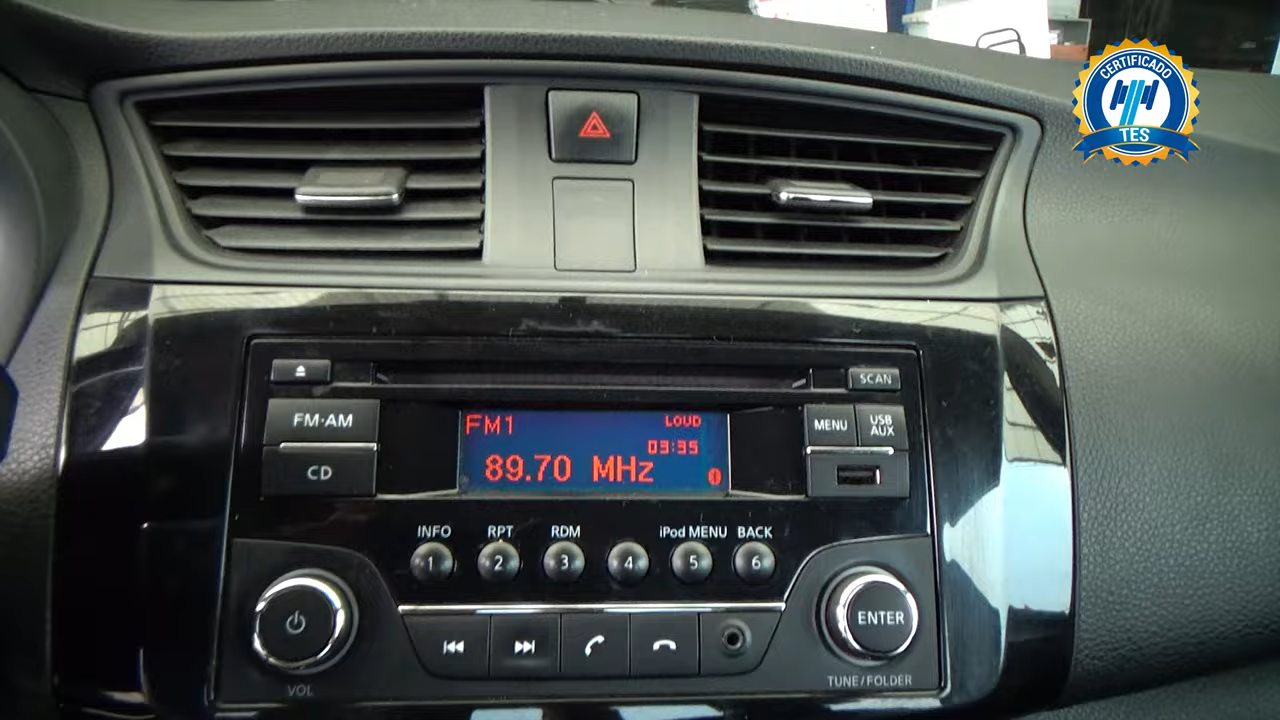 CERTIFICADO
TES
SCAN
FM·AM
CD
FM1
LOUD
03:35
89.70 MHz
MENU
USB
AUX
INFO
RPT
RDM
iPod MENU
BACK
1
2
3
4
5
6
ENTER
VOL
TUNE/FOLDER